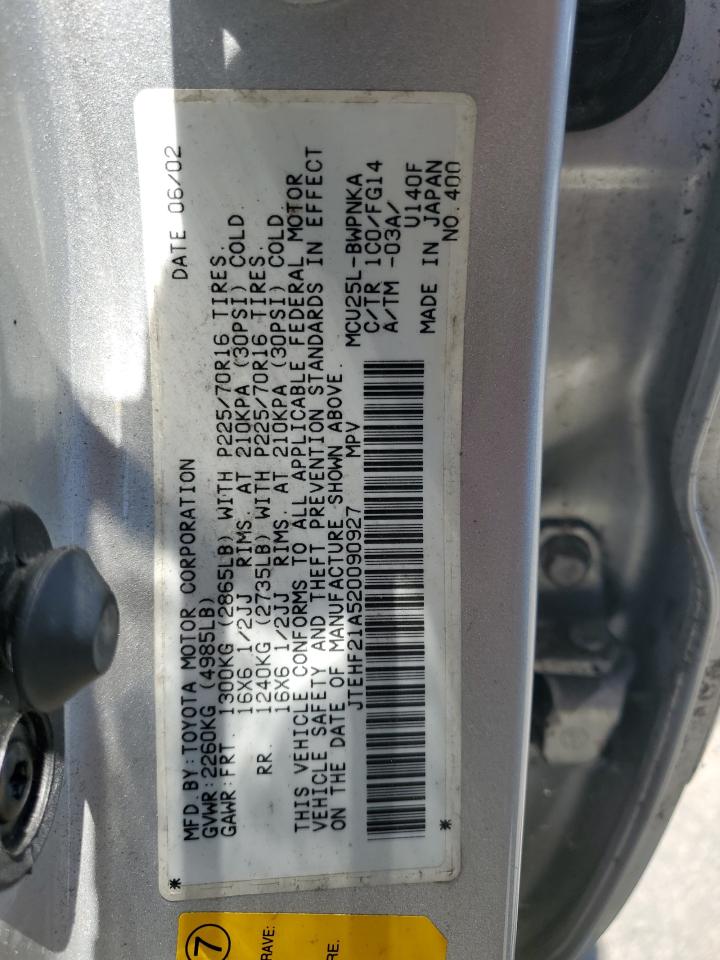 MFD. BY: TOYOTA MOTOR CORPORATION DATE 06/02
GVWR: 2260KG (4985LB)
GAWR: FRT. 1300KG (2865LB) WITH P225/70R16 TIRES.
16X6 1/2JJ RIMS. AT 210KPA (30PSI) COLD.
RR. 1240KG (2735LB) WITH P225/70R16 TIRES.
16X6 1/2JJ RIMS. AT 210KPA (30PSI) COLD.
THIS VEHICLE CONFORMS TO ALL APPLICABLE FEDERAL MOTOR
VEHICLE SAFETY AND THEFT PREVENTION STANDARDS IN EFFECT
ON THE DATE OF MANUFACTURE SHOWN ABOVE.
JTEHF21A520090927 MPV
MCU25L-BWPNKA
C/TR 1C0/FG14
A/TM -03A/
U140F
MADE IN JAPAN
NO. 400
* *
7
RAVE:
RE.